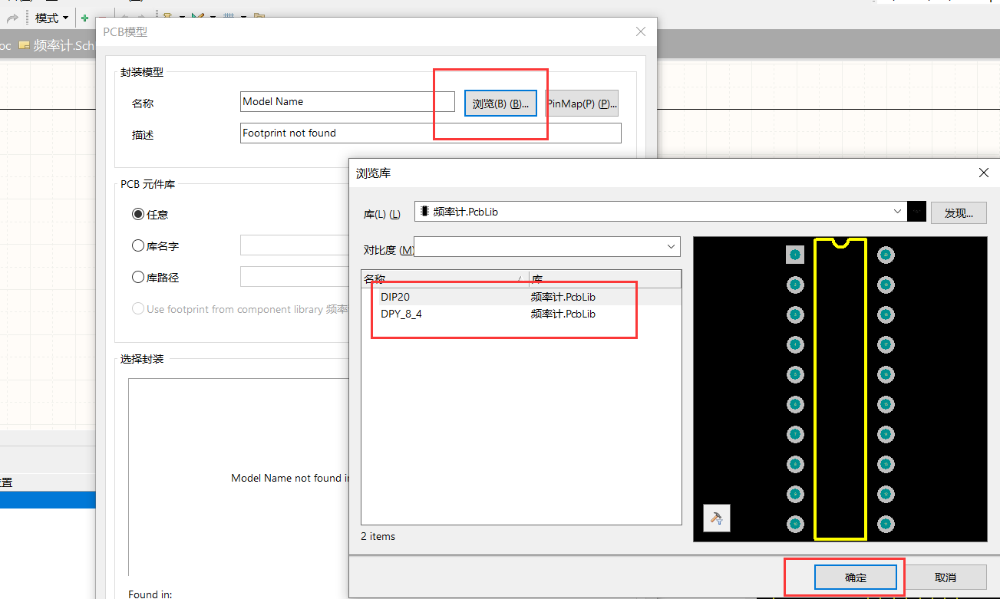 模式
oc 频率计.Sch
PCB模型
封装模型
名称 Model Name 浏览(B) (B)... PinMap(P) (P)...
描述 Footprint not found
PCB 元件库
任意
库名字
库路径
Use footprint from component library 频率
选择封装
Model Name not found in
Found in:
置
浏览库
库(L) (L) 频率计.PcbLib 发现...
对比度 (M)
名称 库
DIP20 频率计.PcbLib
DPY_8_4 频率计.PcbLib
2 items
确定 取消